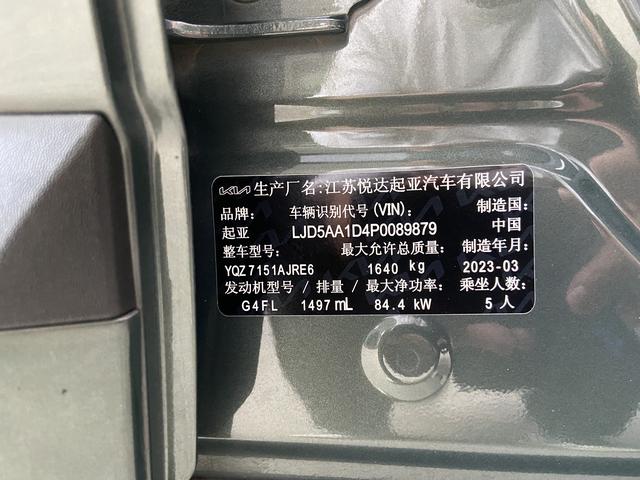 KIA 生产厂名:江苏悦达起亚汽车有限公司
品牌: 车辆识别代号(VIN): 制造国:
起亚 LJD5AA1D4P0089879 中国
整车型号: 最大允许总质量: 制造年月:
YQZ7151AJRE6 1640 kg 2023-03
发动机型号 / 排量 / 最大净功率: 乘坐人数:
G4FL 1497 mL 84.4 kW 5 人